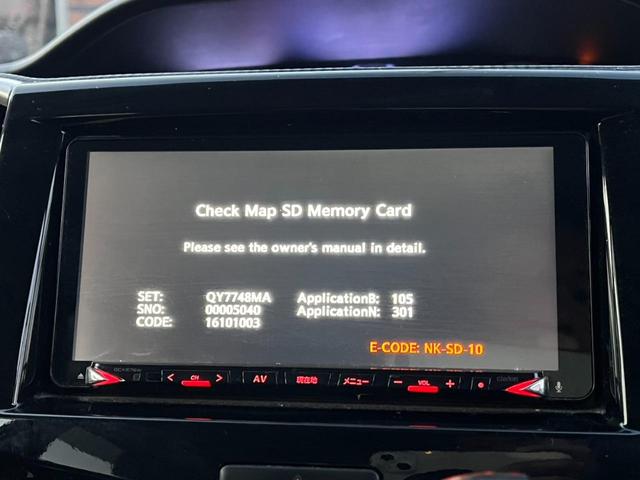 Check Map SD Memory Card
Please see the owner's manual in detail.
SET: QY7748MA ApplicationB: 105
SNO: 00005040 ApplicationN: 301
CODE: 16101003
E-CODE: NK-SD-10
CH AV 現在地 メニュー VOL Clarion